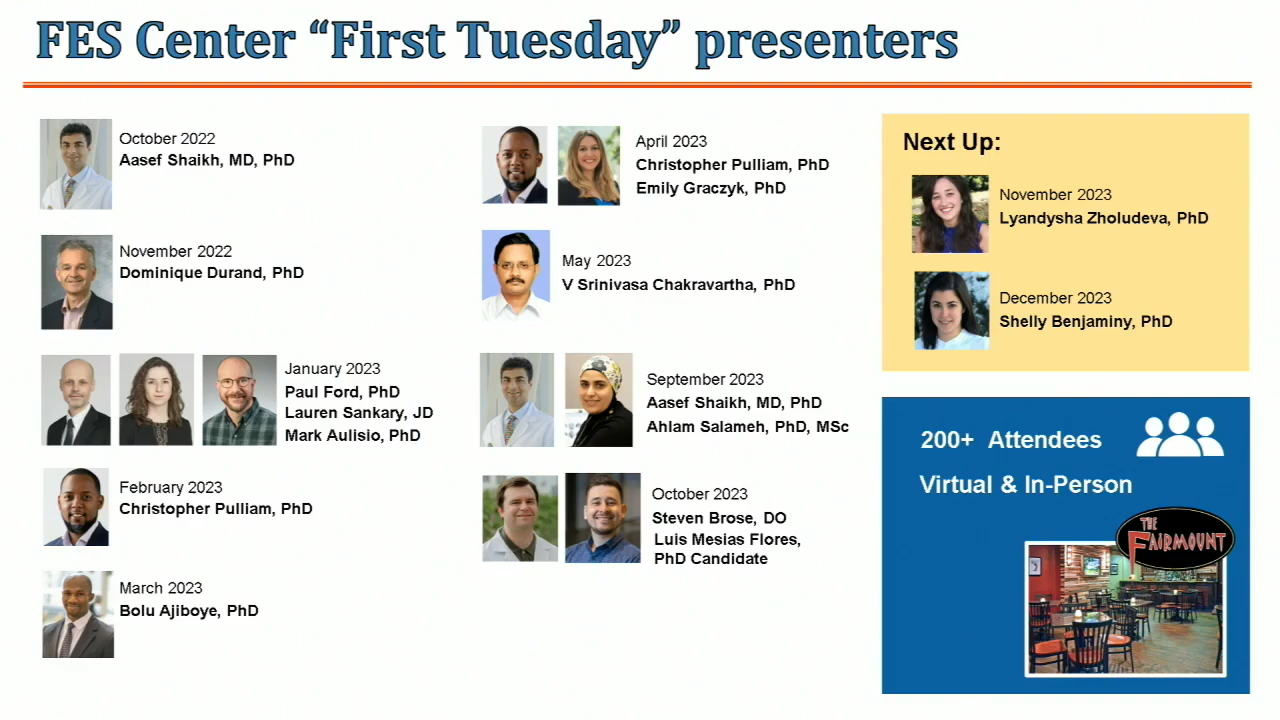 FES Center “First Tuesday” presenters
October 2022
Aasef Shaikh, MD, PhD
November 2022
Dominique Durand, PhD
January 2023
Paul Ford, PhD
Lauren Sankary, JD
Mark Aulisio, PhD
February 2023
Christopher Pulliam, PhD
March 2023
Bolu Ajiboye, PhD
April 2023
Christopher Pulliam, PhD
Emily Graczyk, PhD
May 2023
V Srinivasa Chakravartha, PhD
September 2023
Aasef Shaikh, MD, PhD
Ahlam Salameh, PhD, MSc
October 2023
Steven Brose, DO
Luis Mesias Flores,
PhD Candidate
Next Up:
November 2023
Lyandysha Zholudeva, PhD
December 2023
Shelly Benjaminy, PhD
200+ Attendees
Virtual & In-Person
THE
FAIRMOUNT